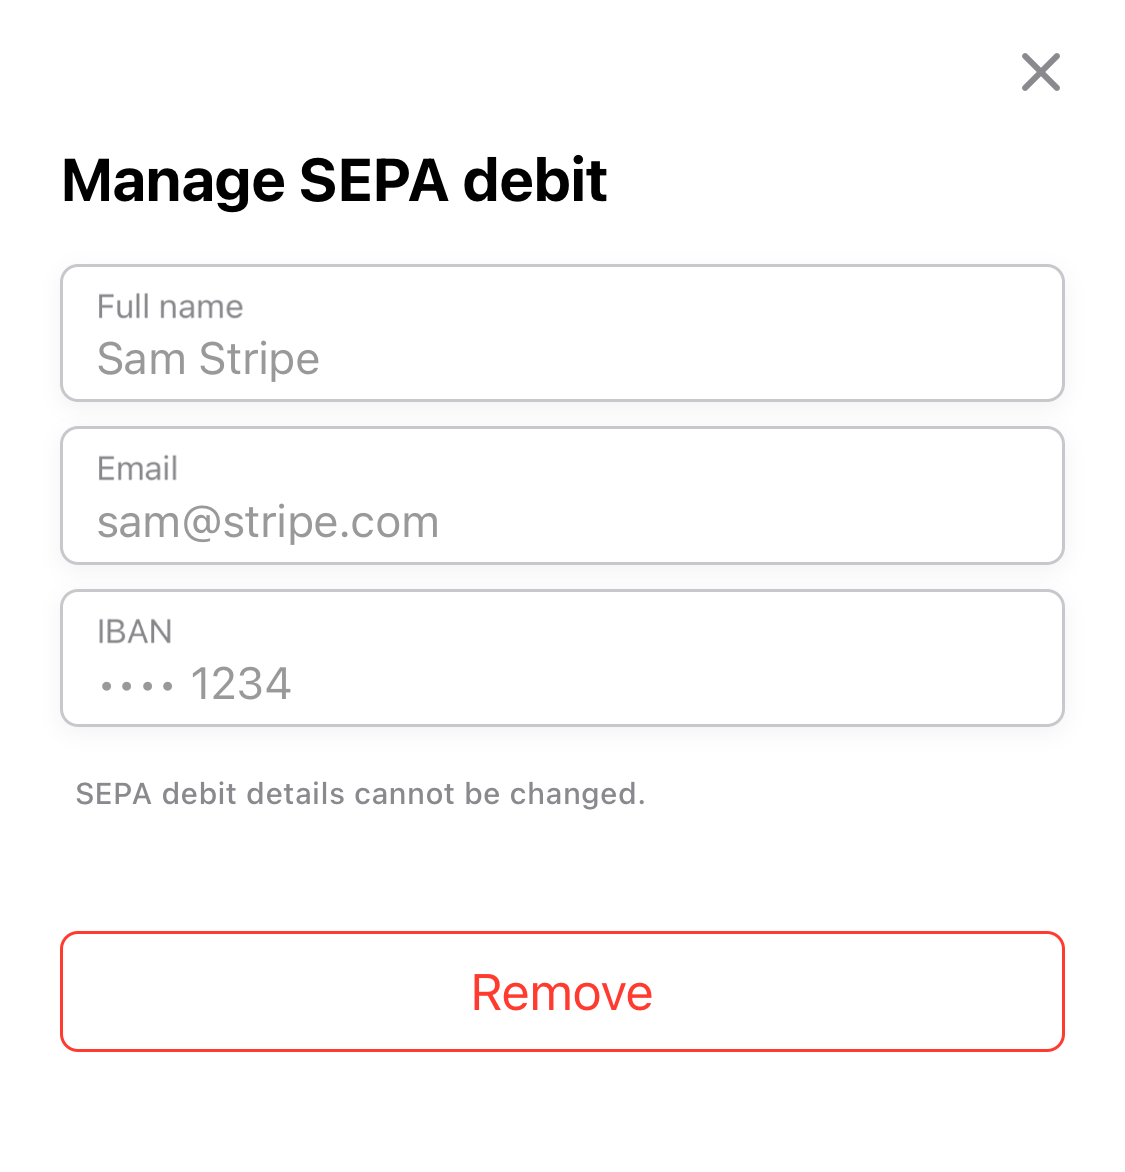 Manage SEPA debit
Full name
Sam Stripe
Email
sam@stripe.com
IBAN
•••• 1234
SEPA debit details cannot be changed.
Remove